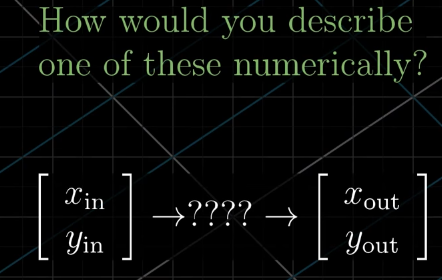 How would you describe
one of these numerically?
[ x_in y_in ] → ???? → [ x_out y_out ]